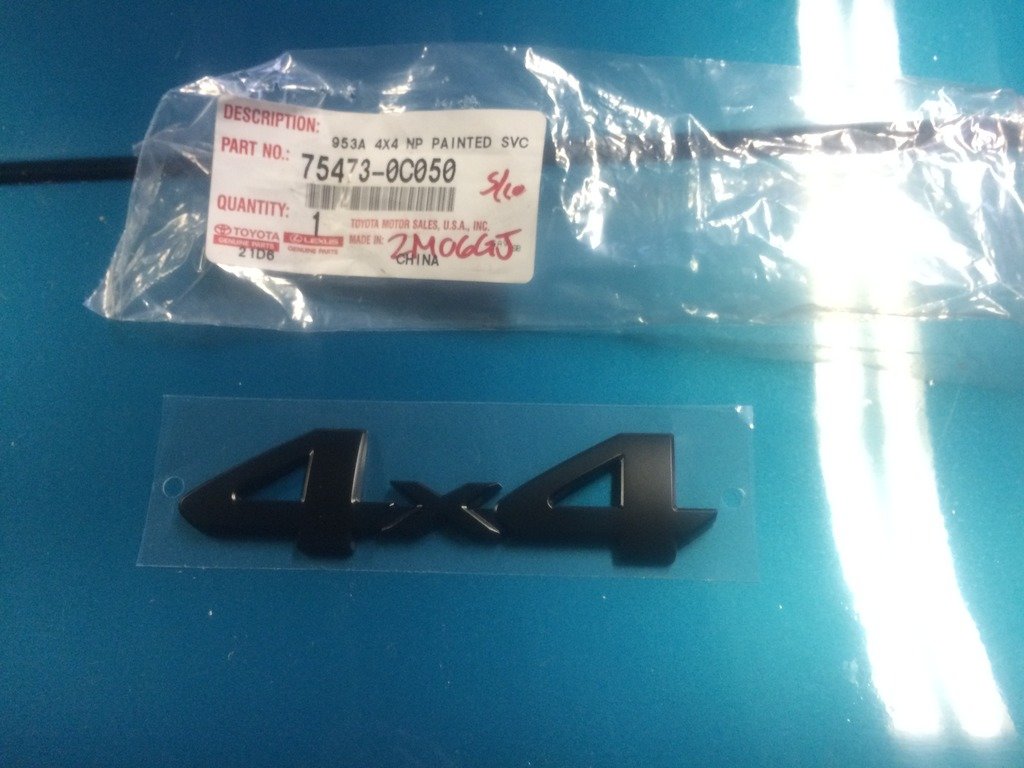 DESCRIPTION:
953A 4X4 NP PAINTED SVC
PART NO.:
75473-0C050
S/10
QUANTITY:
1
TOYOTA MOTOR SALES, U.S.A., INC.
TOYOTA
GENUINE PARTS
LEXUS
GENUINE PARTS
MADE IN:
2M06GJ
21D6
CHINA
4x4